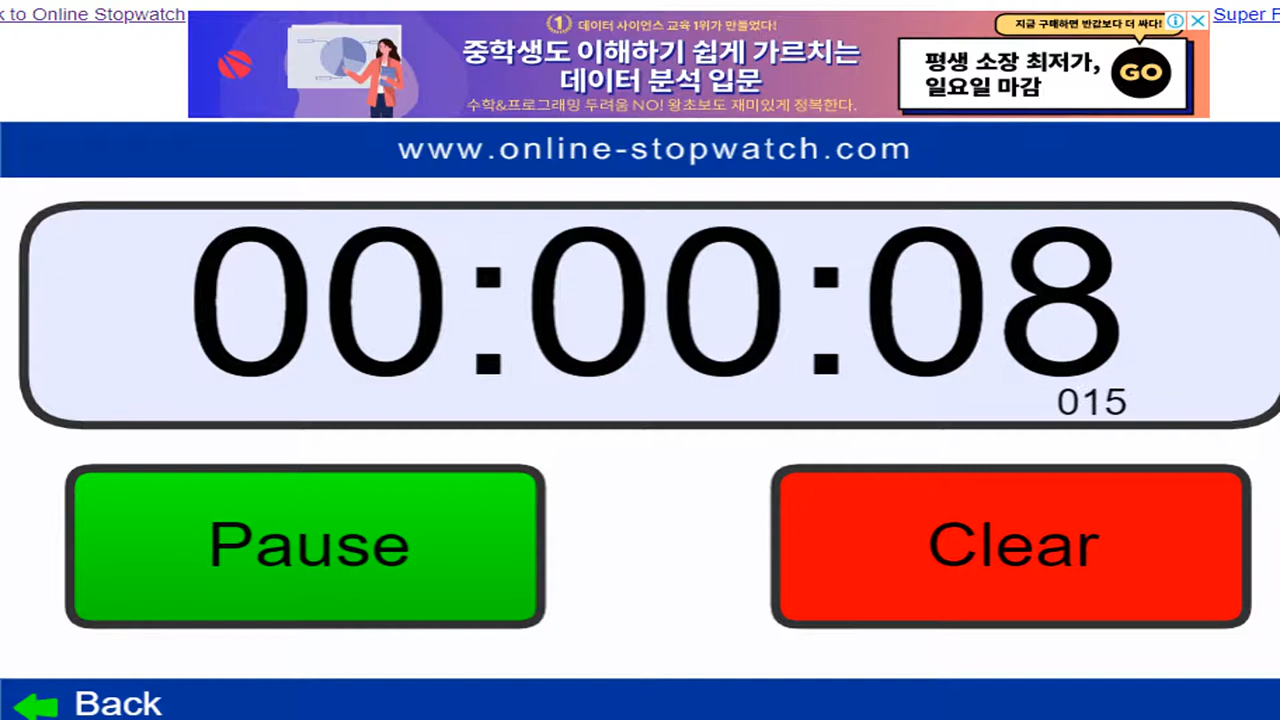 k to Online Stopwatch
1 데이터 사이언스 교육 1위가 만들었다!
중학생도 이해하기 쉽게 가르치는
데이터 분석 입문
수학&프로그래밍 두려움 NO! 왕초보도 재미있게 정복한다.
지금 구매하면 반값보다 더 싸다!
평생 소장 최저가,
일요일 마감
GO
Super F
www.online-stopwatch.com
00:00:08
015
Pause
Clear
Back